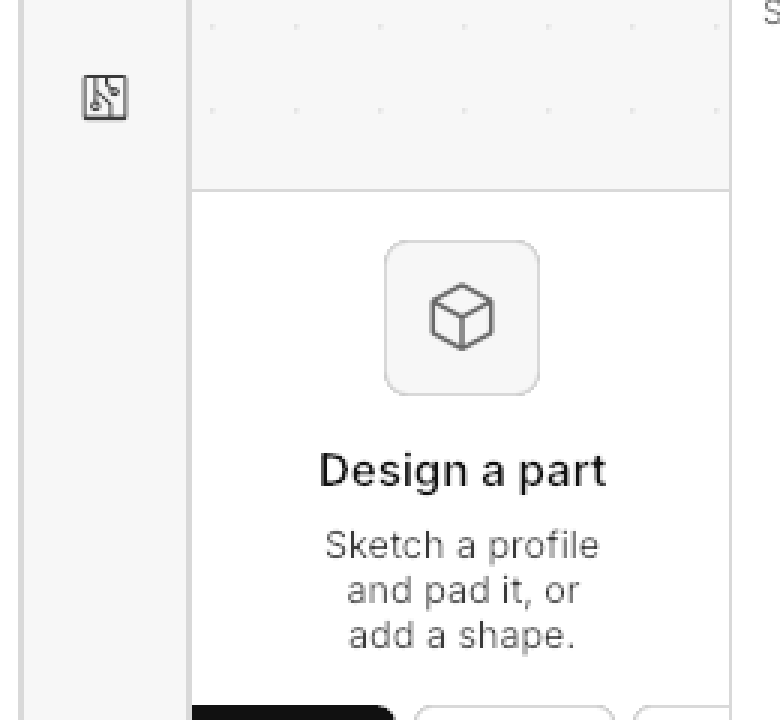 Design a part
Sketch a profile
and pad it, or
add a shape.